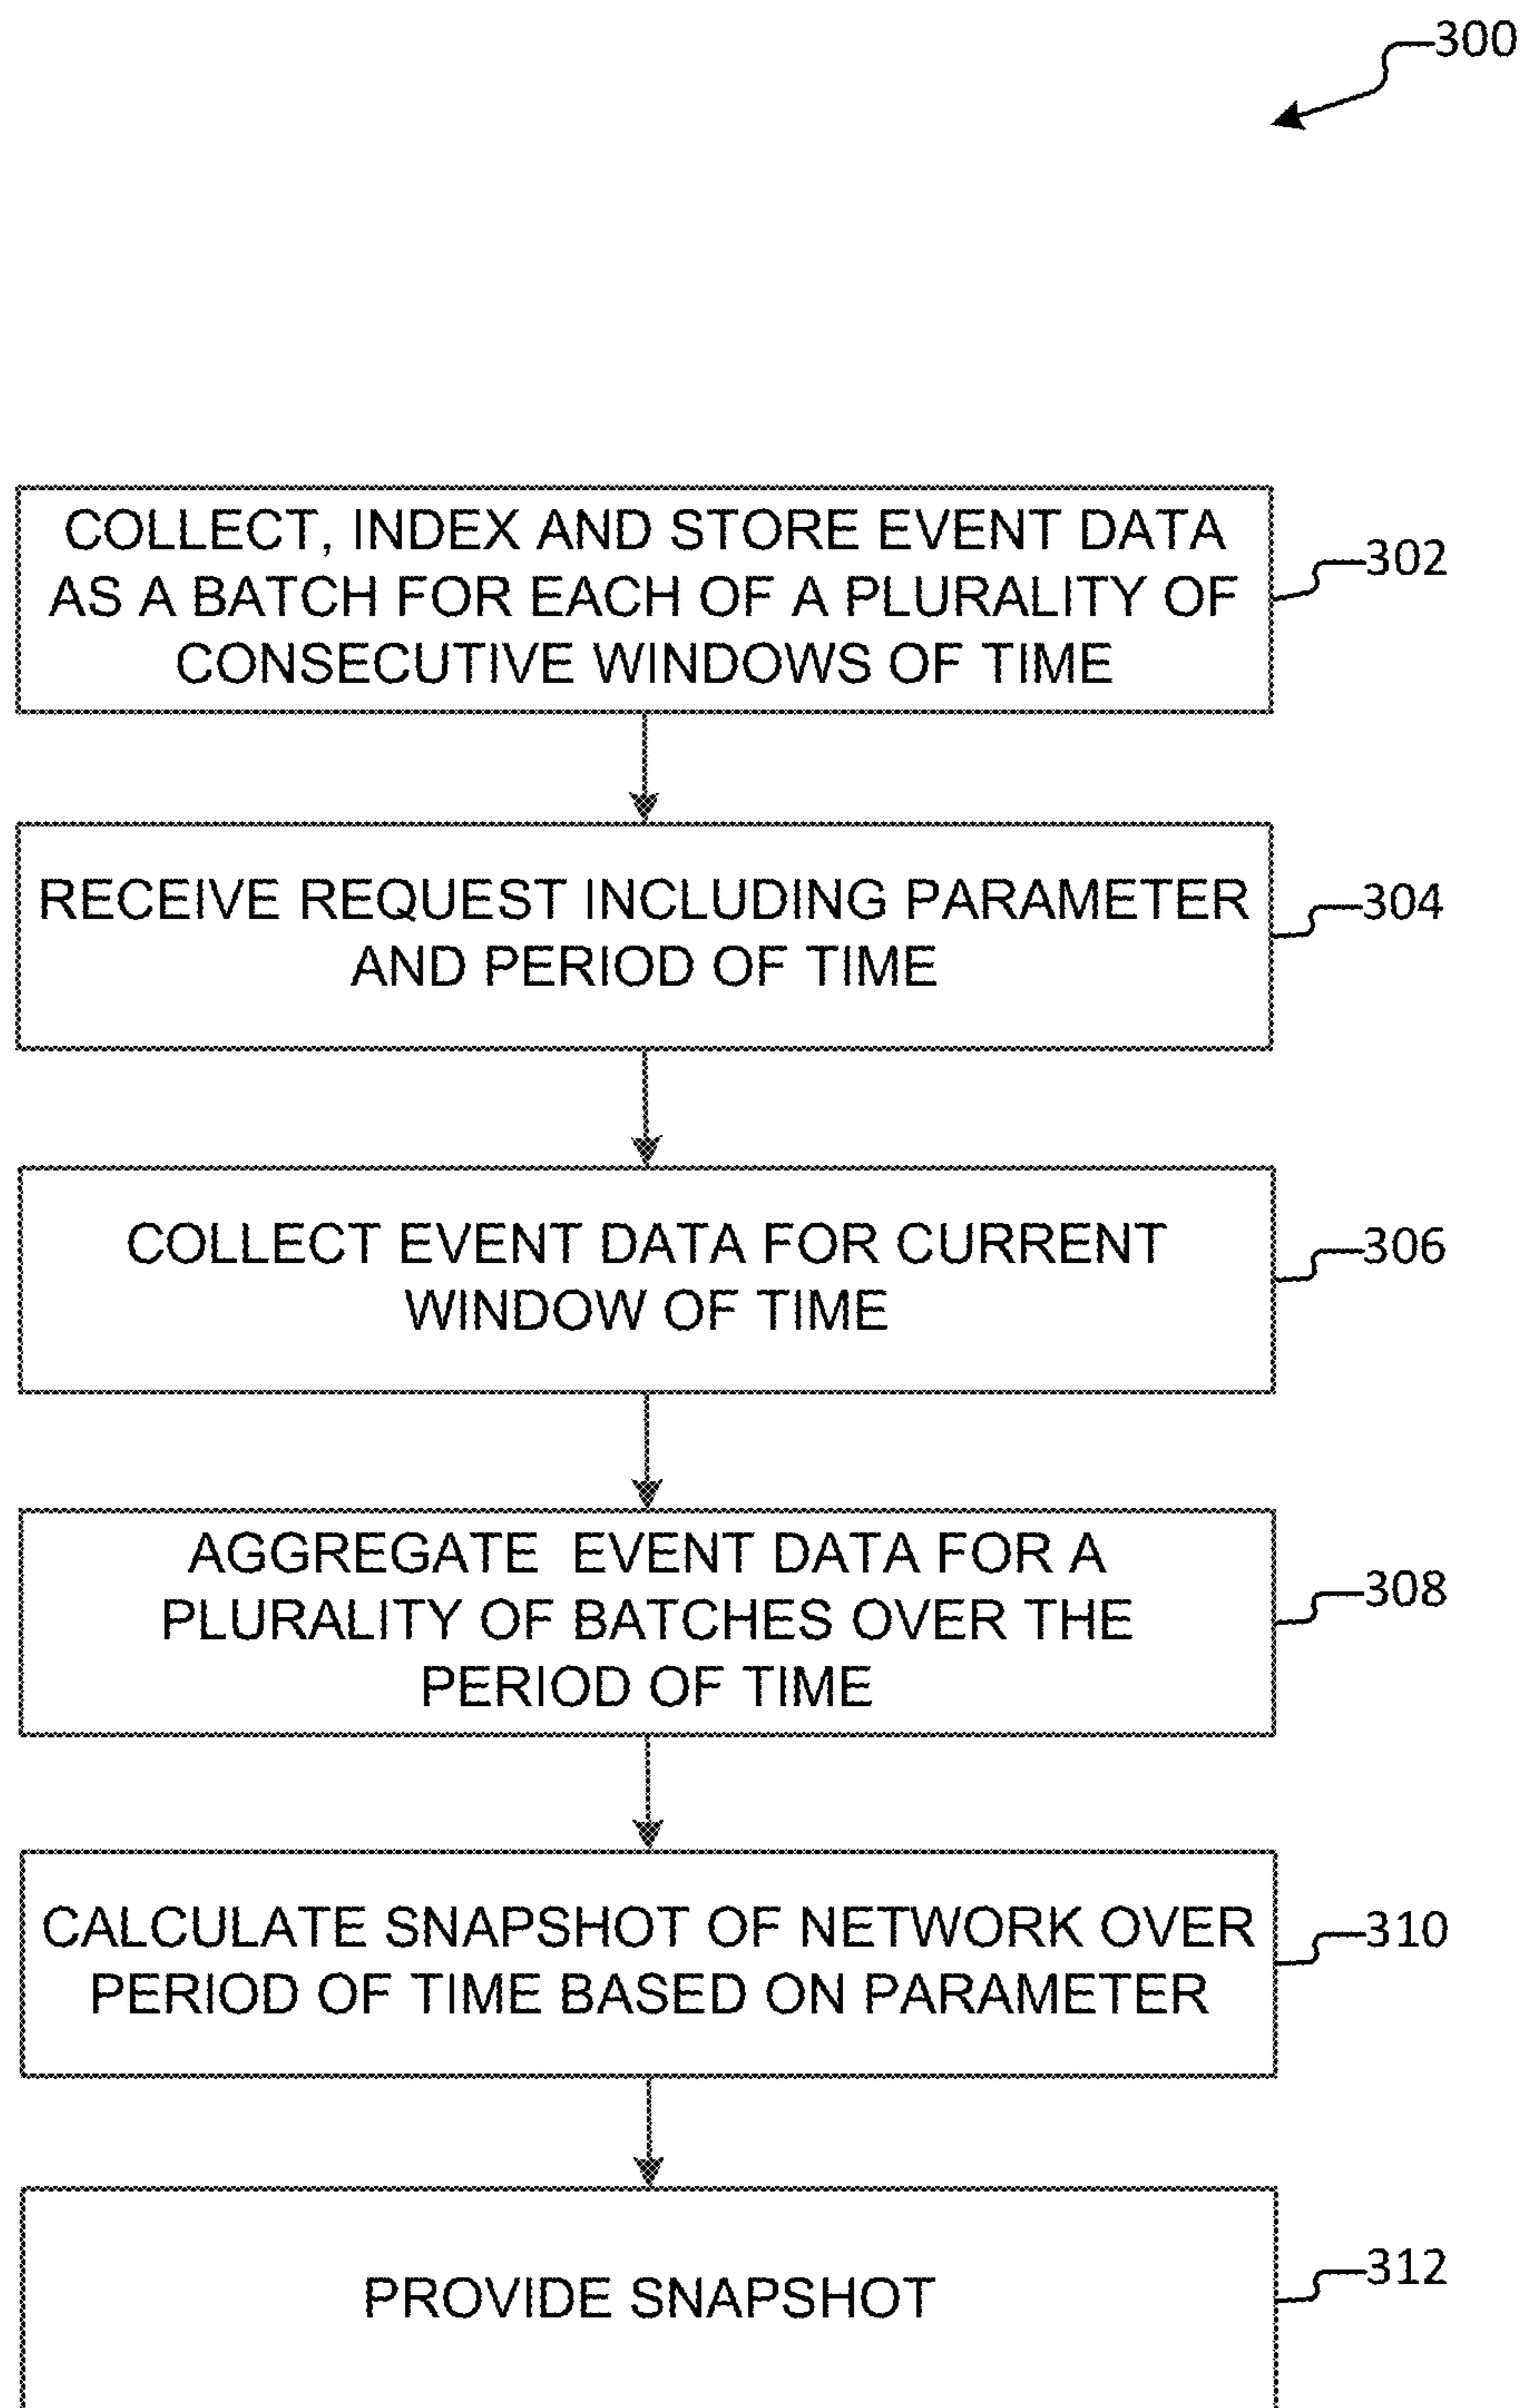 300
COLLECT, INDEX AND STORE EVENT DATA
AS A BATCH FOR EACH OF A PLURALITY OF
CONSECUTIVE WINDOWS OF TIME
302
RECEIVE REQUEST INCLUDING PARAMETER
AND PERIOD OF TIME
304
COLLECT EVENT DATA FOR CURRENT
WINDOW OF TIME
306
AGGREGATE EVENT DATA FOR A
PLURALITY OF BATCHES OVER THE
PERIOD OF TIME
308
CALCULATE SNAPSHOT OF NETWORK OVER
PERIOD OF TIME BASED ON PARAMETER
310
PROVIDE SNAPSHOT
312